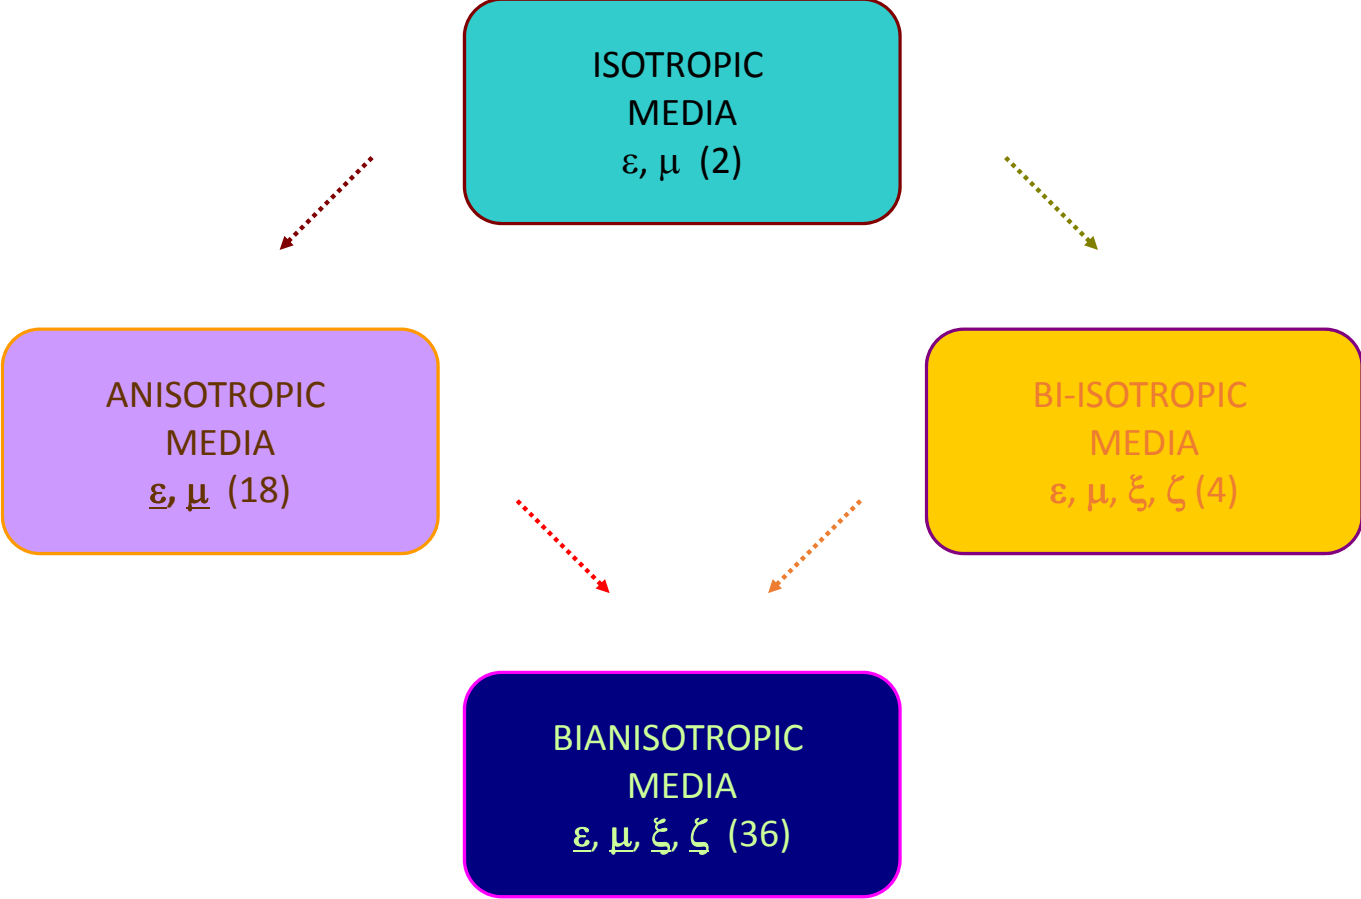 ISOTROPIC
MEDIA
ε, μ (2)
ANISOTROPIC
MEDIA
ε, μ (18)
BI-ISOTROPIC
MEDIA
ε, μ, ξ, ζ (4)
BIANISOTROPIC
MEDIA
ε, μ, ξ, ζ (36)